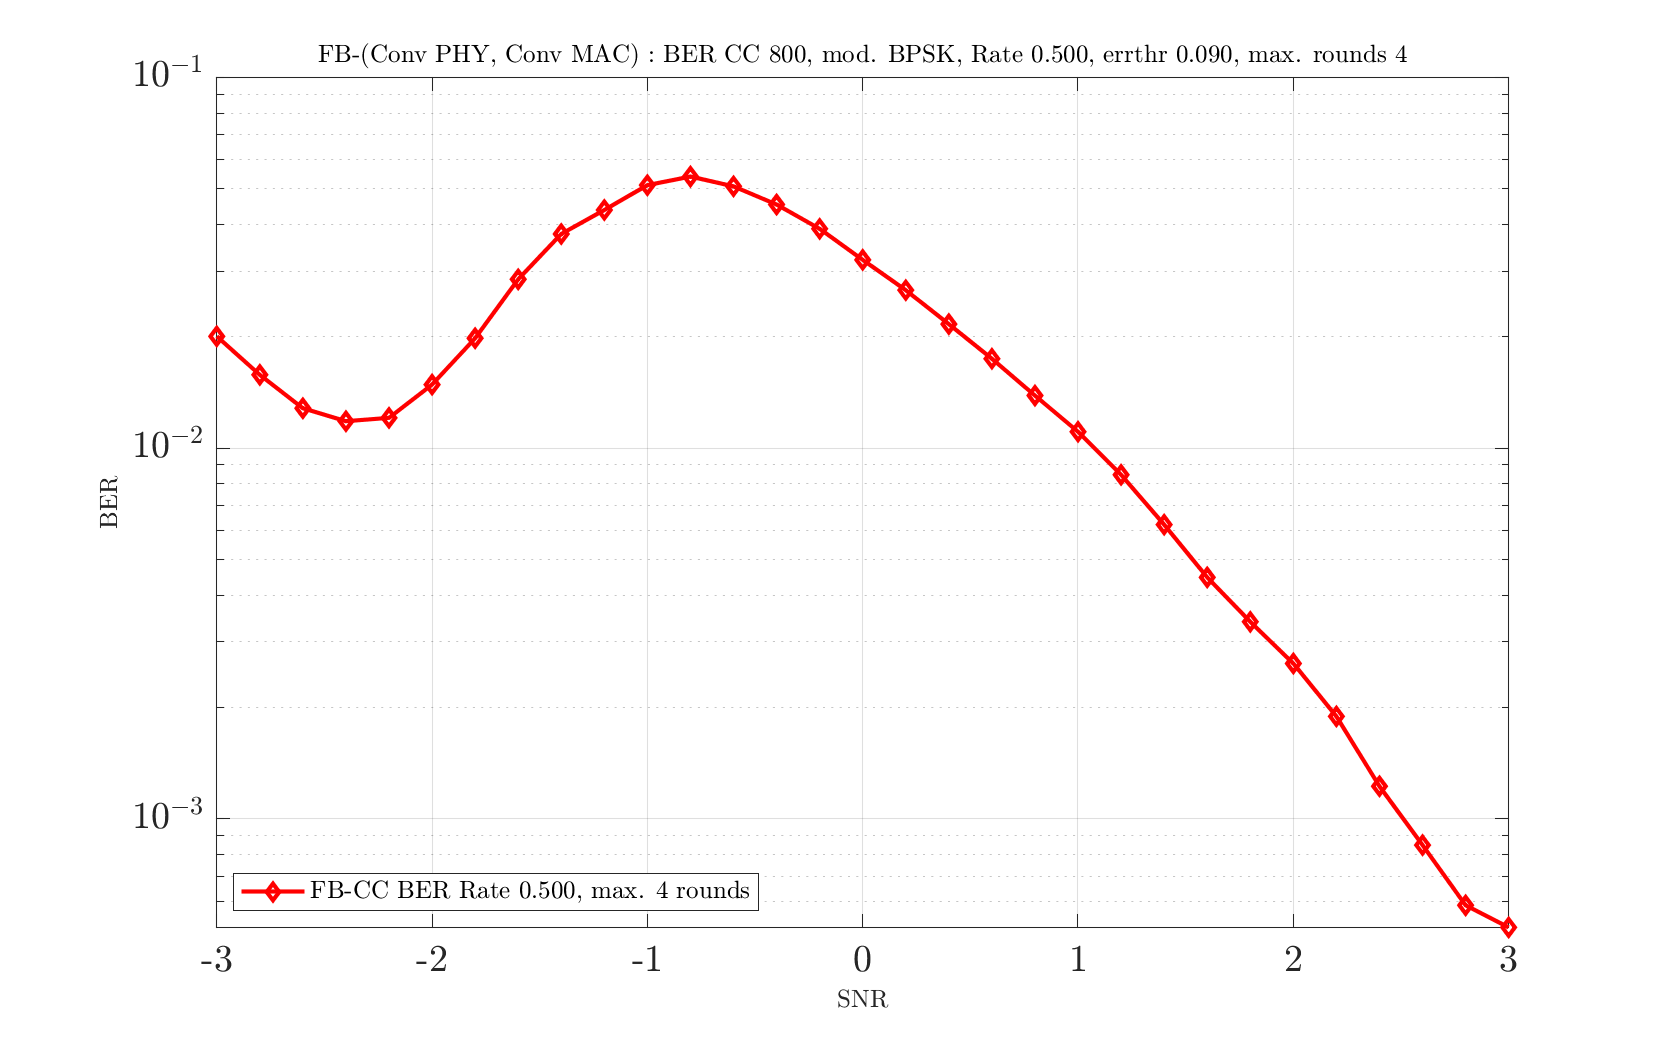 FB-(Conv PHY, Conv MAC) : BER CC 800, mod. BPSK, Rate 0.500, errthr 0.090, max. rounds 4
10^{-1}
10^{-2}
BER
10^{-3}
FB-CC BER Rate 0.500, max. 4 rounds
-3 -2 -1 0 1 2 3
SNR